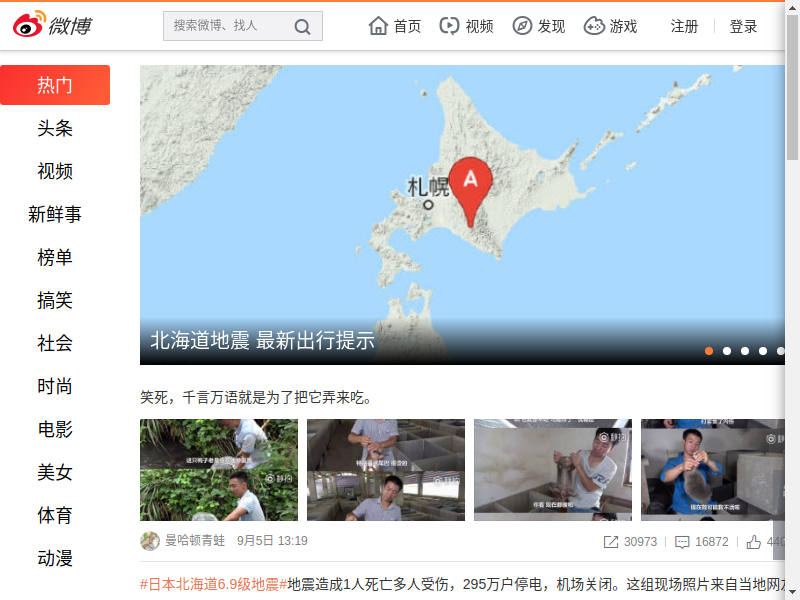 微博
搜索微博、找人
首页
视频
发现
游戏
注册
登录
热门
头条
视频
新鲜事
榜单
搞笑
社会
时尚
电影
美女
体育
动漫
札幌
A
北海道地震 最新出行提示
笑死，千言万语就是为了把它弄来吃。
曼哈顿青蛙 9月5日 13:19
30973
16872
#日本北海道6.9级地震#地震造成1人死亡多人受伤，295万户停电，机场关闭。这组现场照片来自当地网